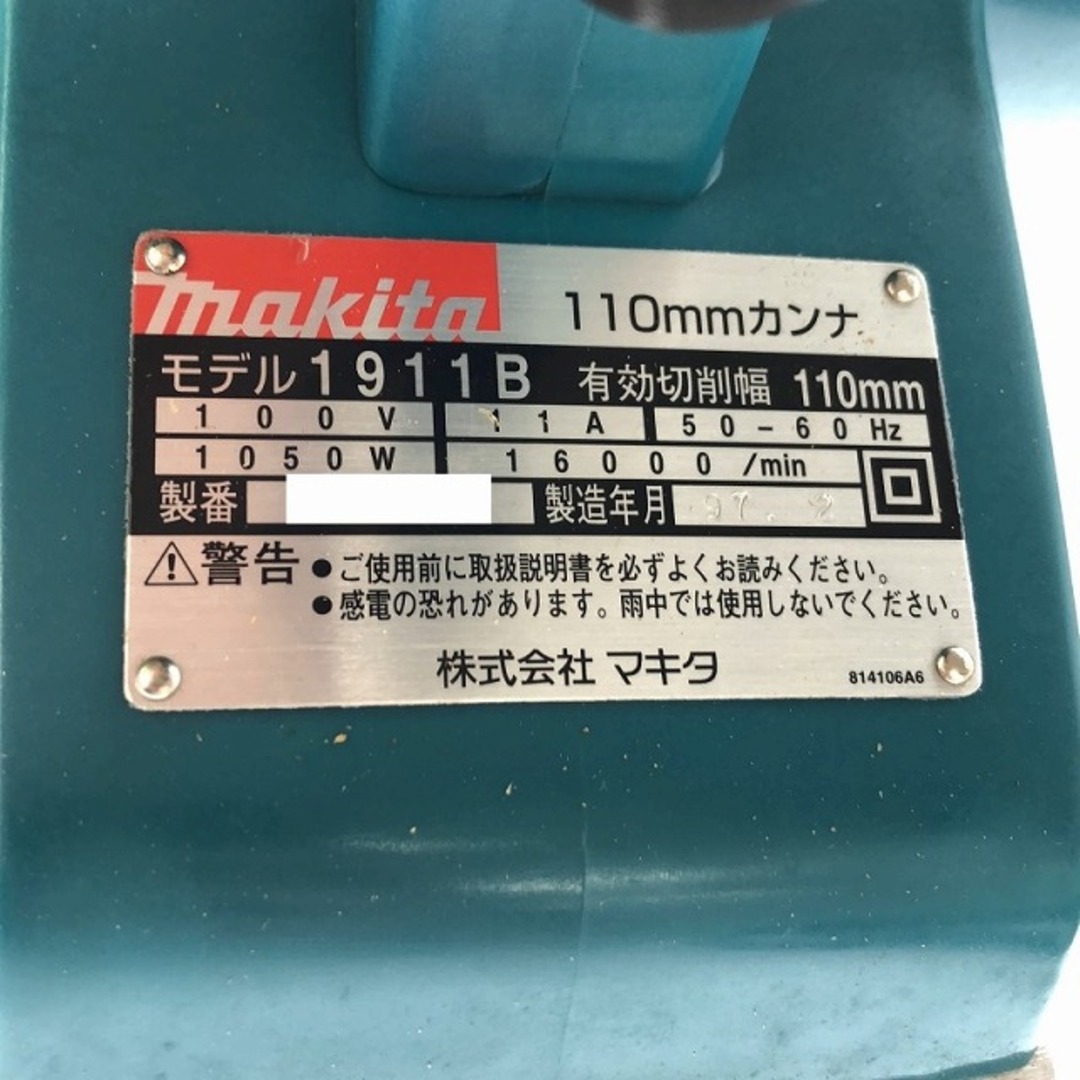 makita 110mmカンナ
モデル 1911B 有効切削幅 110mm
100V 11A 50-60Hz
1050W 16000/min
製番 製造年月 97.2
警告 ●ご使用前に取扱説明書を必ずよくお読みください。
●感電の恐れがあります。雨中では使用しないでください。
株式会社 マキタ 814106A6